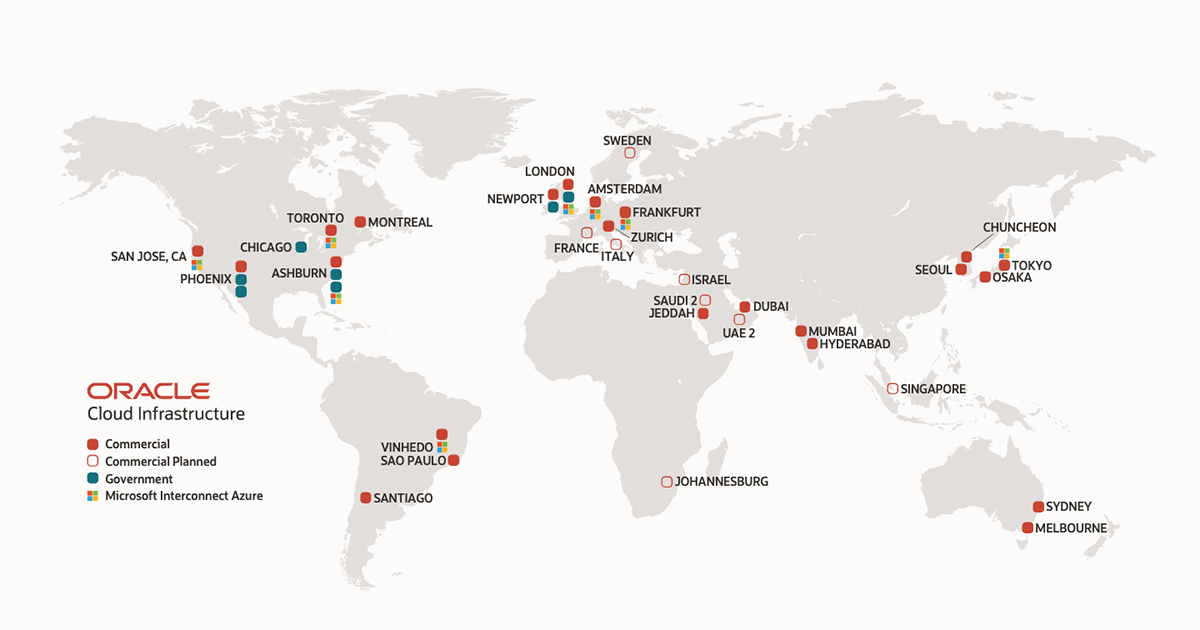 SWEDEN
LONDON
AMSTERDAM
NEWPORT
FRANKFURT
TORONTO
MONTREAL
CHUNCHEON
ZURICH
CHICAGO
FRANCE
ITALY
SAN JOSE, CA
TOKYO
SEOUL
ASHBURN
OSAKA
PHOENIX
ISRAEL
SAUDI 2
DUBAI
JEDDAH
UAE 2
MUMBAI
HYDERABAD
ORACLE
SINGAPORE
Cloud Infrastructure
Commercial
VINHEDO
Commercial Planned
SAO PAULO
Government
JOHANNESBURG
Microsoft Interconnect Azure
SANTIAGO
SYDNEY
MELBOURNE